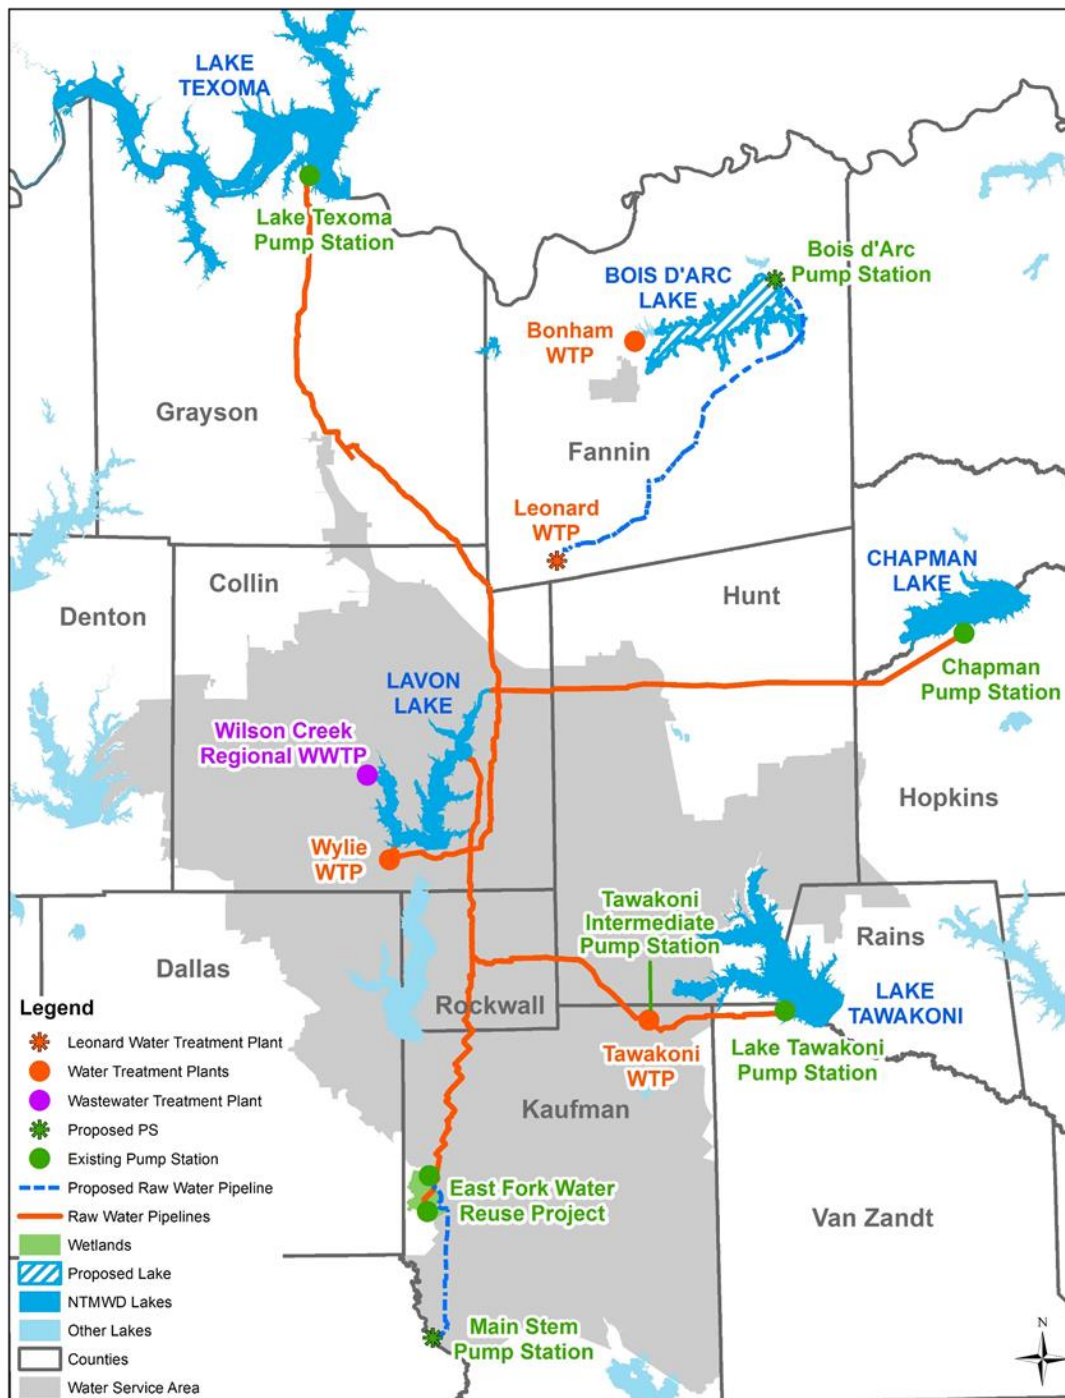 LAKE
TEXOMA
Lake Texoma
Pump Station
Bois d'Arc
Pump Station
BOIS D'ARC
LAKE
Bonham
WTP
Grayson
Fannin
Leonard
WTP
CHAPMAN
LAKE
Collin
Hunt
Denton
Chapman
Pump Station
LAVON
LAKE
Wilson Creek
Regional WWTP
Hopkins
Wylie
WTP
Tawakoni
Intermediate
Pump Station
Rains
Dallas
Rockwall
LAKE
TAWAKONI
Lake Tawakoni
Pump Station
Tawakoni
WTP
Kaufman
East Fork Water
Reuse Project
Van Zandt
Main Stem
Pump Station
N
Legend
Leonard Water Treatment Plant
Water Treatment Plants
Wastewater Treatment Plant
Proposed PS
Existing Pump Station
Proposed Raw Water Pipeline
Raw Water Pipelines
Wetlands
Proposed Lake
NTMWD Lakes
Other Lakes
Counties
Water Service Area